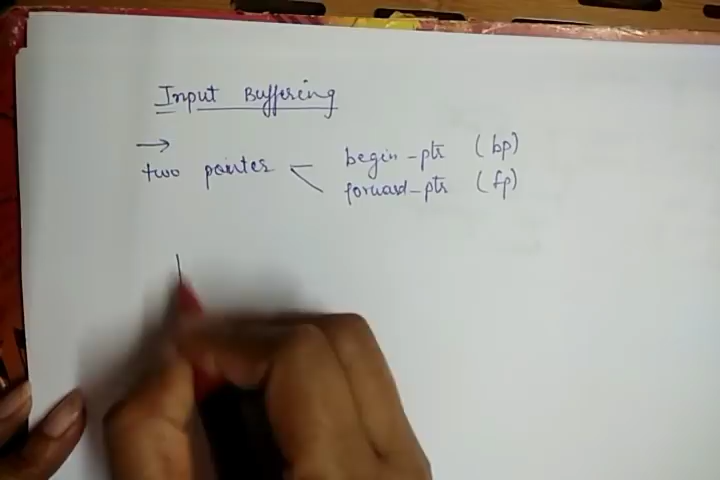 Input Buffering
→
two pointer begin-ptr (bp)
forward-ptr (fp)